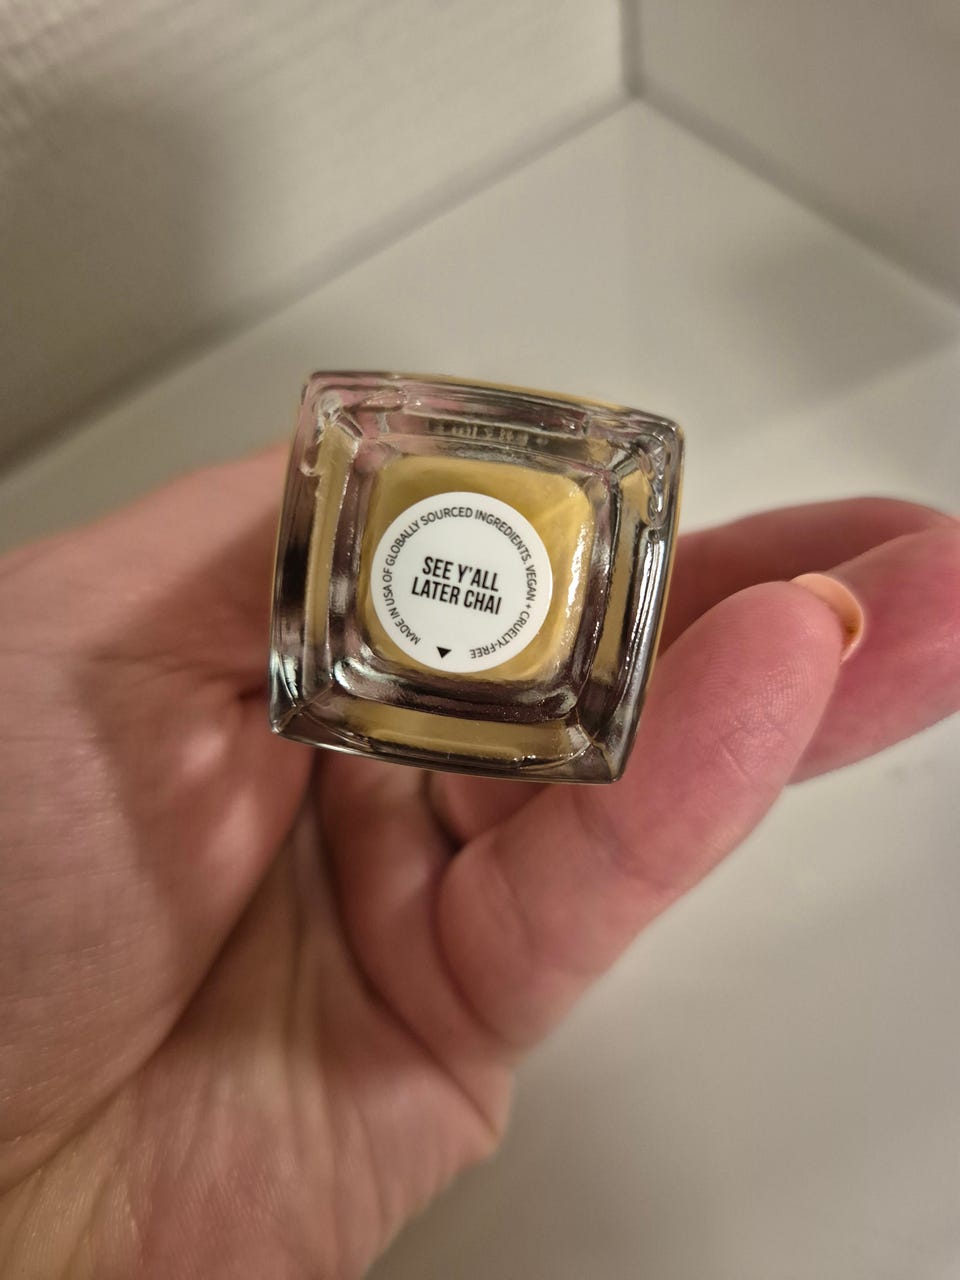 SEE Y'ALL
LATER CHAI
MADE IN USA OF GLOBALLY SOURCED INGREDIENTS. VEGAN + CRUELTY-FREE